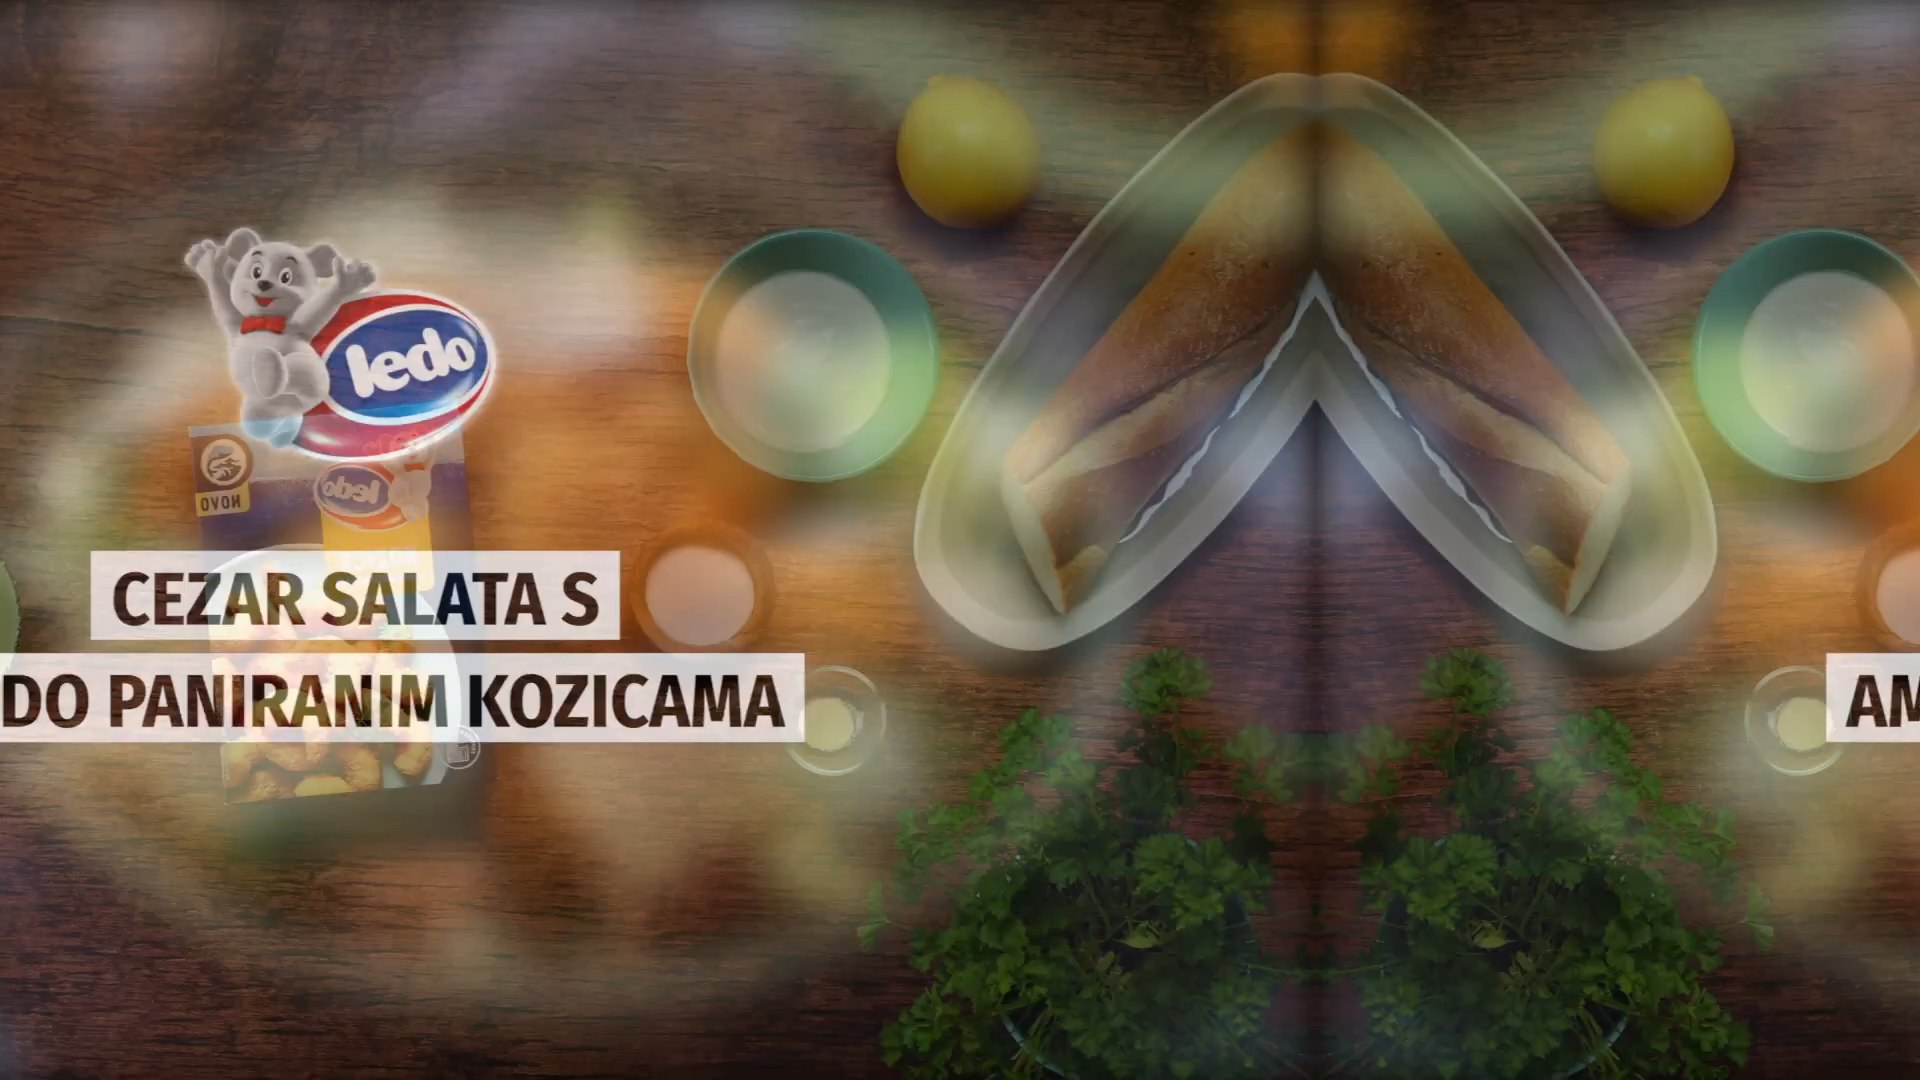 ledo
ledo
NOVO
CEZAR SALATA S
DO PANIRANIM KOZICAMA
AM